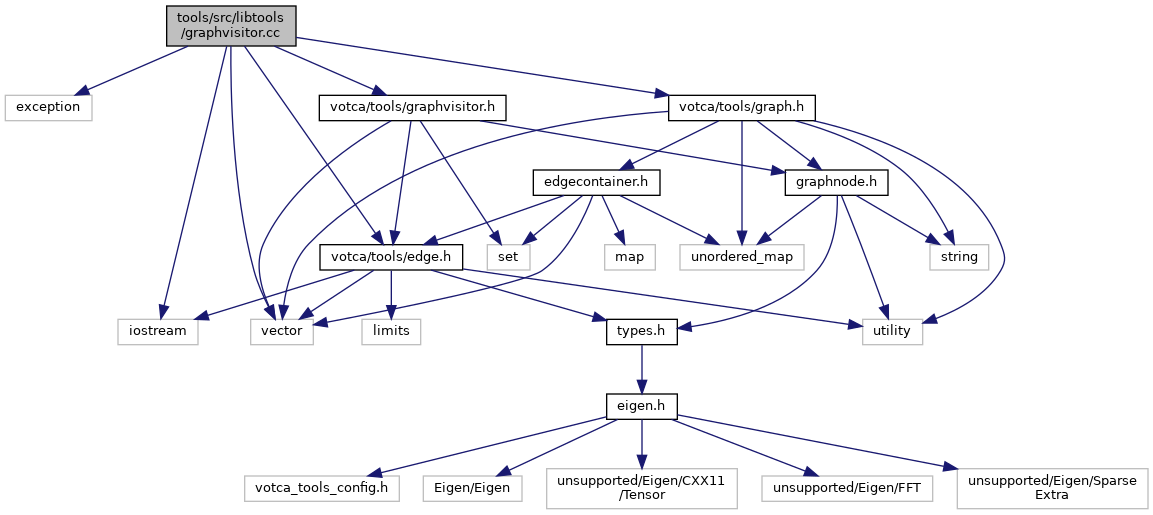 tools/src/libtools
/graphvisitor.cc
exception
votca/tools/graphvisitor.h
votca/tools/graph.h
edgecontainer.h
graphnode.h
votca/tools/edge.h
set
map
unordered_map
string
iostream
vector
limits
types.h
utility
eigen.h
votca_tools_config.h
Eigen/Eigen
unsupported/Eigen/CXX11
/Tensor
unsupported/Eigen/FFT
unsupported/Eigen/Sparse
Extra